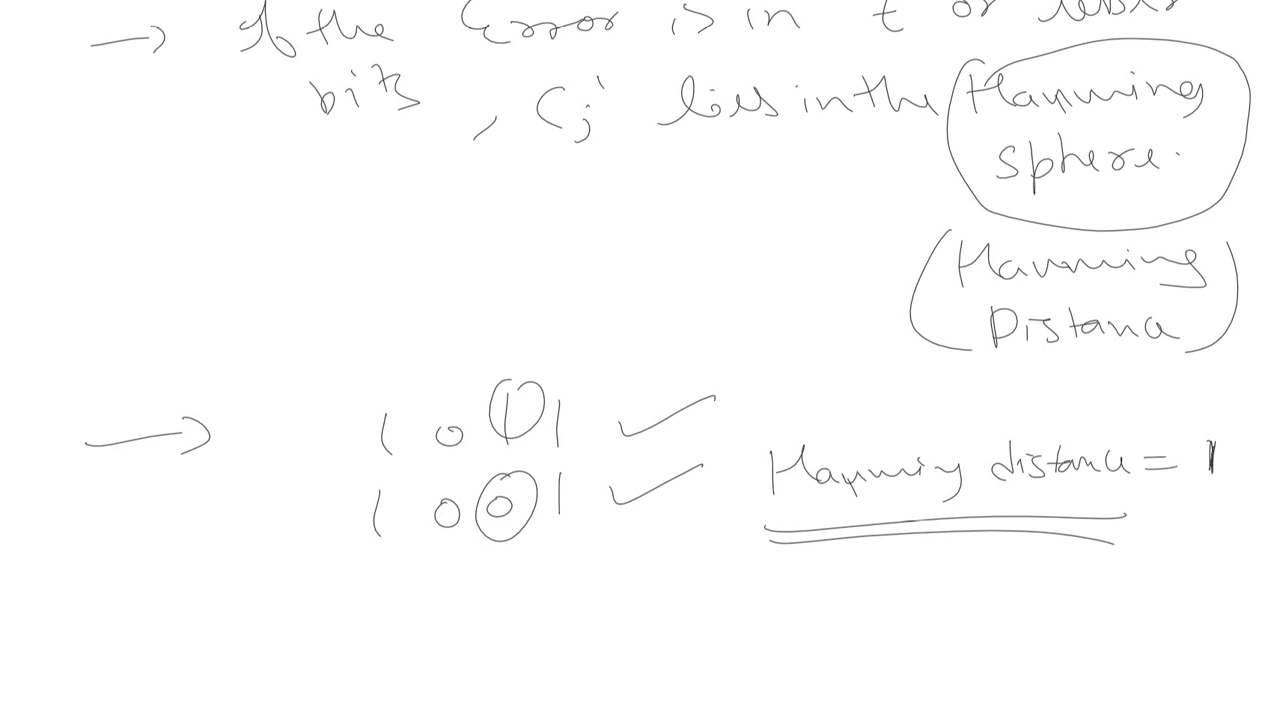 → If the Error is in t or lesser
bits, Cj' lies in the Hamming
sphere.
(Hamming
Distance)
→ 1 0 1 1 ✓
1 0 0 1 ✓
Hamming distance = 1